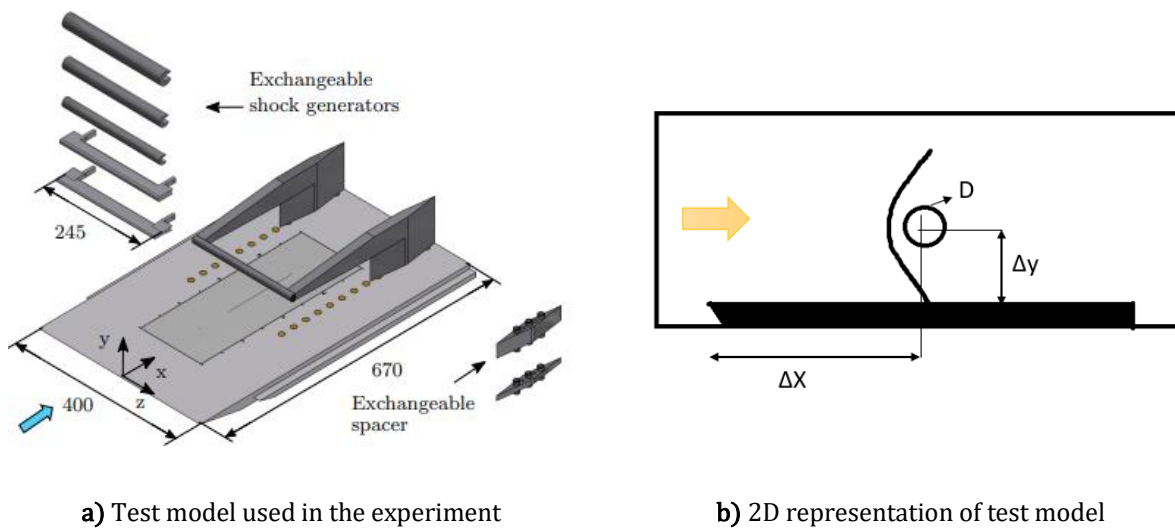 Exchangeable
shock generators
245
y
x
z
400
670
Exchangeable
spacer
D
Δy
ΔX
a) Test model used in the experiment
b) 2D representation of test model